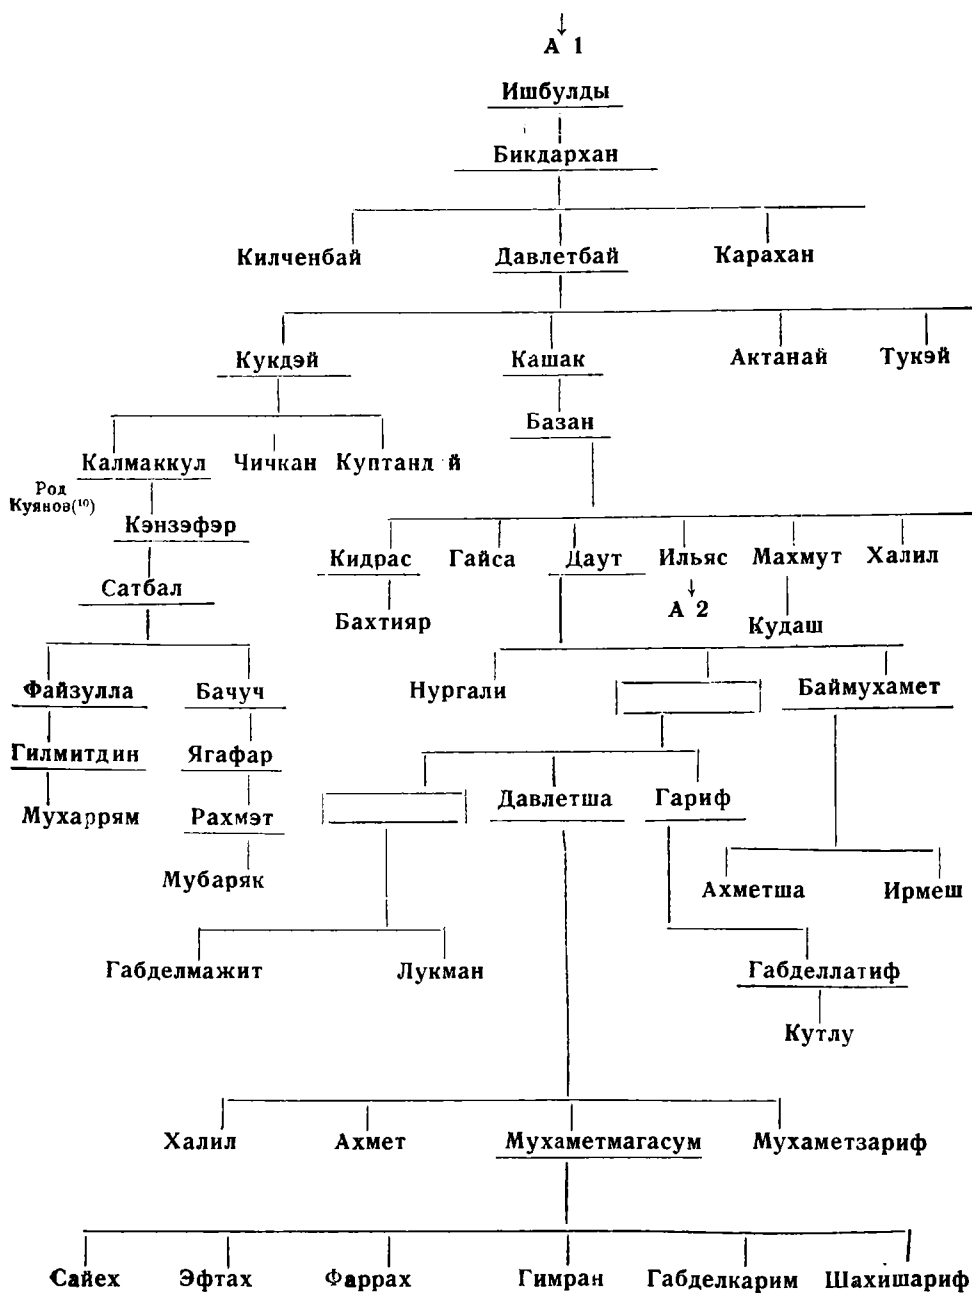 А 1
Ишбулды
Бикдархан
Килченбай Давлетбай Карахан
Кукдэй Кашак Актанай Тукэй
Базан
Калмаккул Чичкан Куптанд й
Род
Куянов(¹⁰)
Кэнзэфэр
Кидрас Гайса Даут Ильяс Махмут Халил
Сатбал
Бахтияр А 2 Кудаш
Файзулла Бачуч Нургали Баймухамет
Гилмитдин Ягафар
Давлетша Гариф
Мухаррям Рахмэт
Мубаряк Ахметша Ирмеш
Габделмажит Лукман Габделлатиф
Кутлу
Халил Ахмет Мухаметмагасум Мухаметзариф
Сайех Эфтах Фаррах Гимран Габделкарим Шахишариф